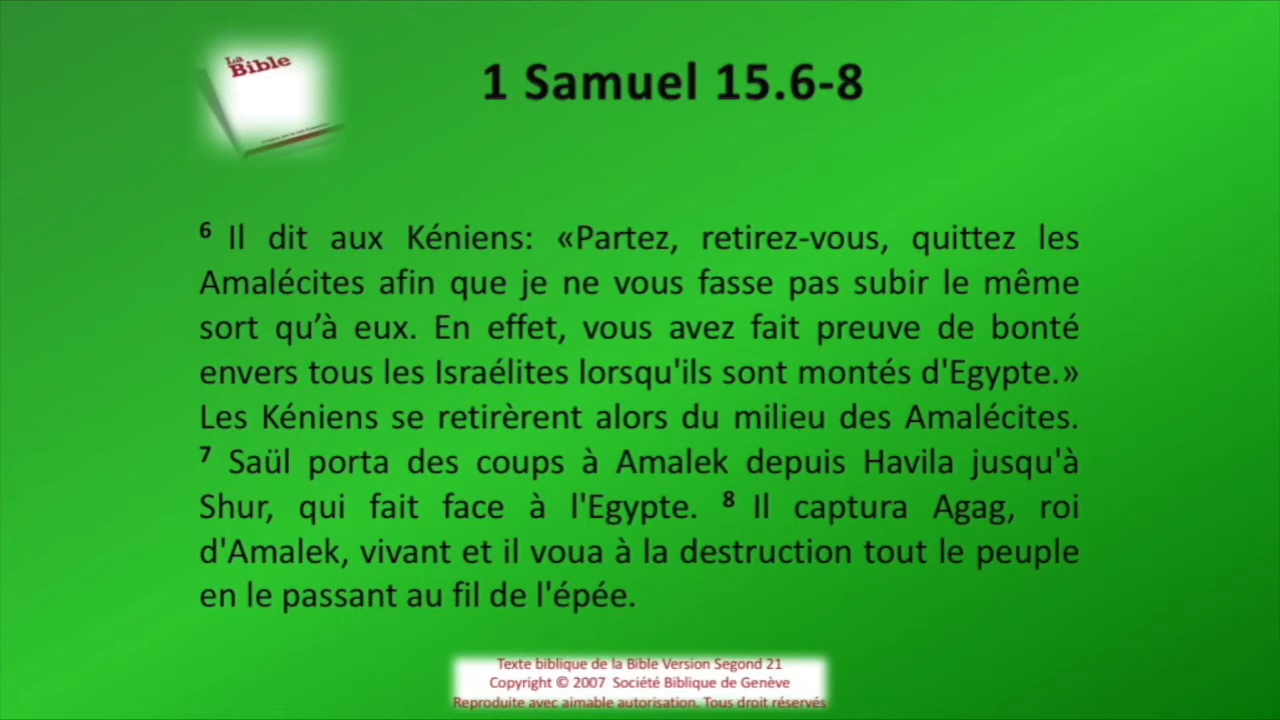 La
Bible
1 Samuel 15.6-8
6 Il dit aux Kéniens: «Partez, retirez-vous, quittez les
Amalécites afin que je ne vous fasse pas subir le même
sort qu’à eux. En effet, vous avez fait preuve de bonté
envers tous les Israélites lorsqu'ils sont montés d'Egypte.»
Les Kéniens se retirèrent alors du milieu des Amalécites.
7 Saül porta des coups à Amalek depuis Havila jusqu'à
Shur, qui fait face à l'Egypte. 8 Il captura Agag, roi
d'Amalek, vivant et il voua à la destruction tout le peuple
en le passant au fil de l'épée.
Texte biblique de la Bible Version Segond 21
Copyright © 2007 Société Biblique de Genève
Reproduite avec aimable autorisation. Tous droit réservés